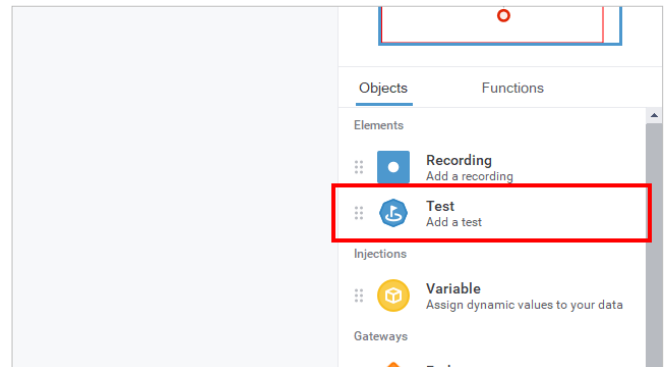 Objects Functions
Elements
Recording
Add a recording
Test
Add a test
Injections
Variable
Assign dynamic values to your data
Gateways